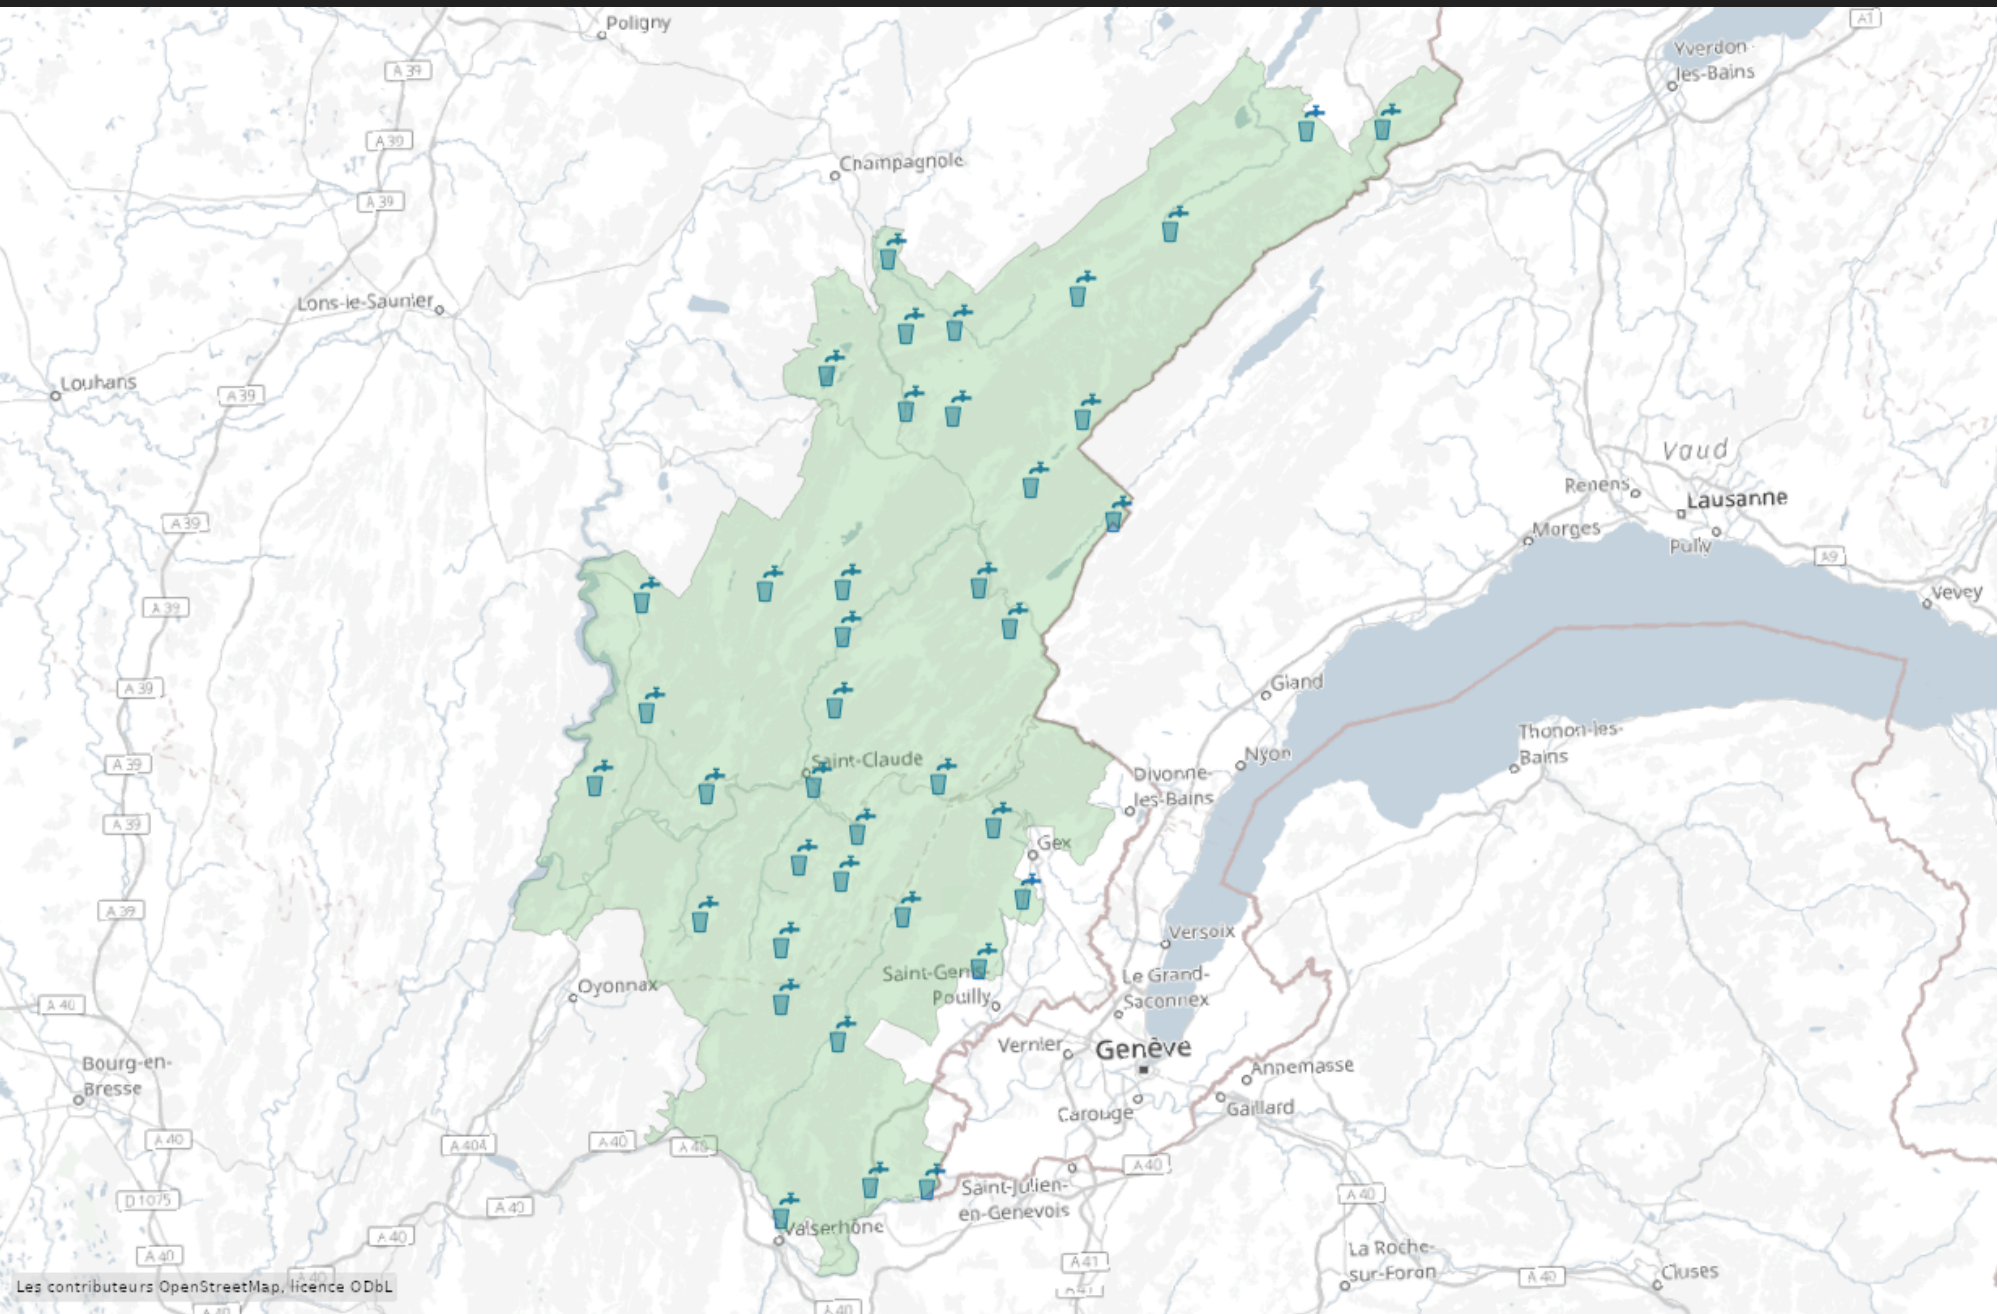 Poligny
A1
Yverdon-
les-Bains
A 39
A 39
Champagnole
A 39
Lons-le-Saunier
Louhans
A 39
Vaud
Renens
Lausanne
A 39
Morges
Pully
A9
Vevey
A 39
Gland
A 39
Thonon-les-
Bains
Nyon
Saint-Claude
A 39
Divonne-
les-Bains
A 39
Gex
A 39
Versoix
Saint-Genis-
Pouilly
Le Grand-
Saconnex
Oyonnax
A 40
Vernier
Genève
Bourg-en-
Bresse
Annemasse
Carouge
Gaillard
A 40
A 404
A 40
A 40
A 40
Saint-Julien-
en-Genevois
A 40
D 1075
A 40
Valserhône
A 40
A 40
A 41
La Roche-
sur-Foron
A 40
Cluses
A 40
A 41
A 40
A 40
Les contributeurs OpenStreetMap, licence ODbL